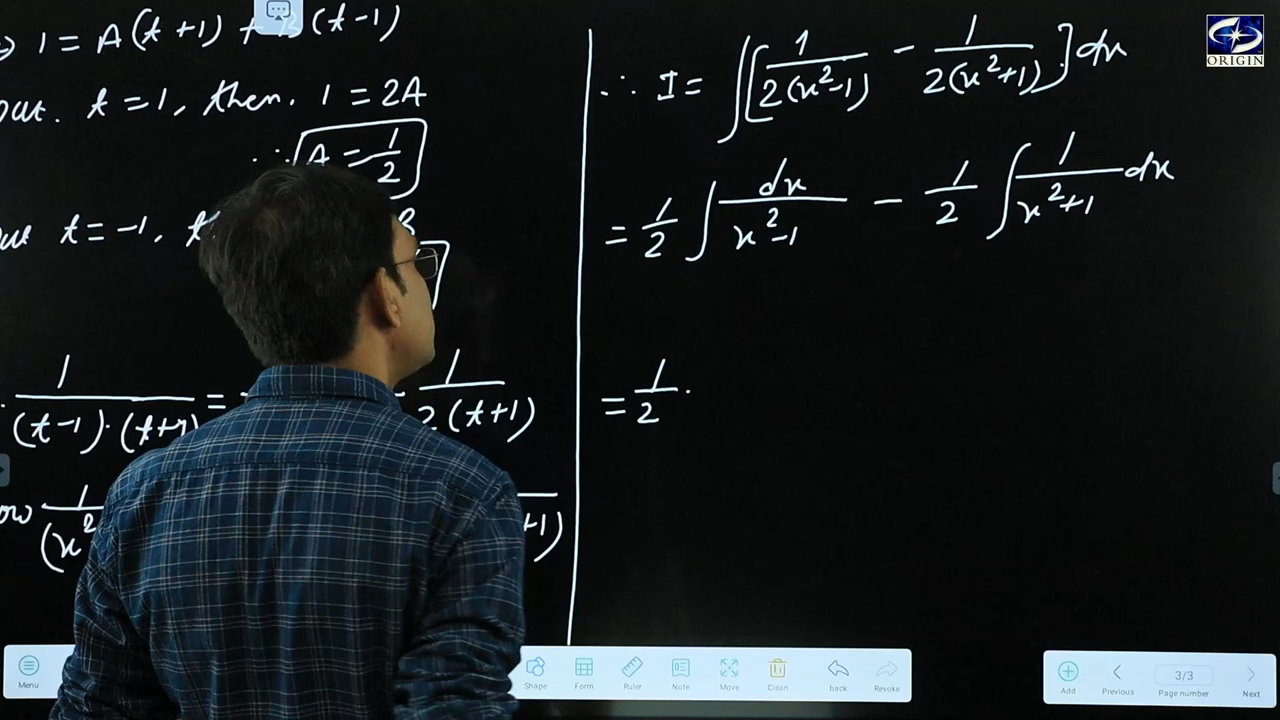 1 = A(t+1) + B(t-1)
put. t = 1, then. 1 = 2A
∴ A = 1/2
put t = -1,
1/((t-1)·(t+1)) = - 1/(2(t+1))
now 1/(x²
+1)
∴ I = ∫[1/(2(x²-1)) - 1/(2(x²+1))]dx
= 1/2 ∫ dx/(x²-1) - 1/2 ∫ 1/(x²+1) dx
= 1/2 ·
ORIGIN
Menu
Shape
Form
Ruler
Note
Move
Clean
back
Revoke
Add
Previous
3/3
Page number
Next